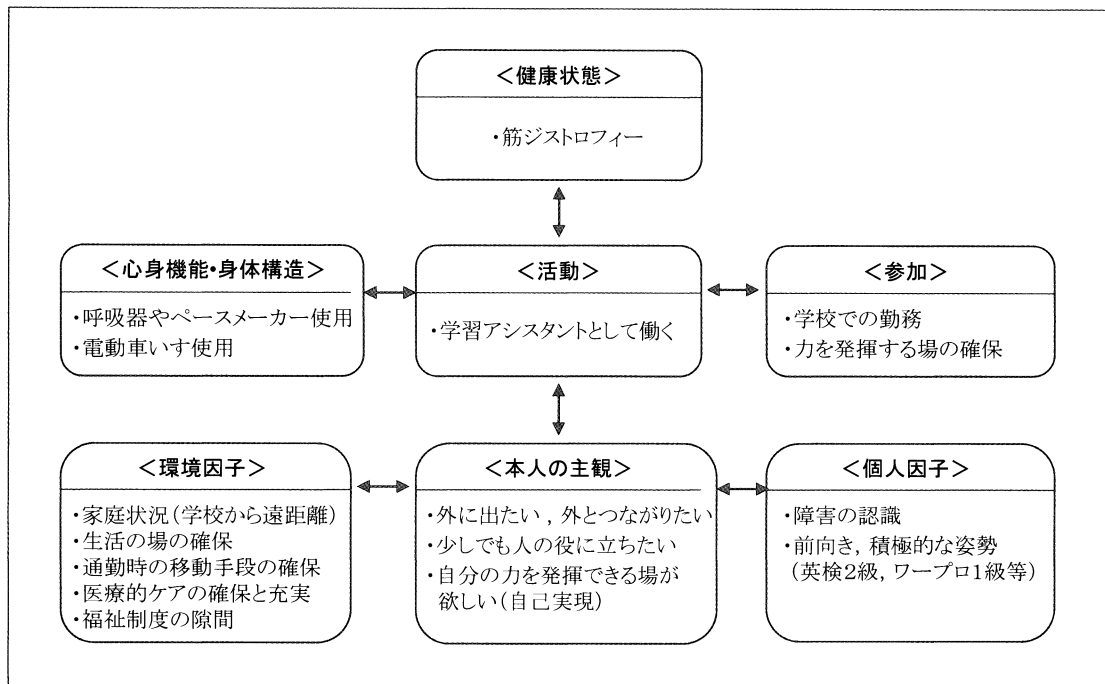 ＜健康状態＞
・筋ジストロフィー
＜心身機能・身体構造＞
・呼吸器やペースメーカー使用
・電動車いす使用
＜活動＞
・学習アシスタントとして働く
＜参加＞
・学校での勤務
・力を発揮する場の確保
＜環境因子＞
・家庭状況（学校から遠距離）
・生活の場の確保
・通勤時の移動手段の確保
・医療的ケアの確保と充実
・福祉制度の隙間
＜本人の主観＞
・外に出たい，外とつながりたい
・少しでも人の役に立ちたい
・自分の力を発揮できる場が
欲しい（自己実現）
＜個人因子＞
・障害の認識
・前向き，積極的な姿勢
（英検2級，ワープロ1級等）